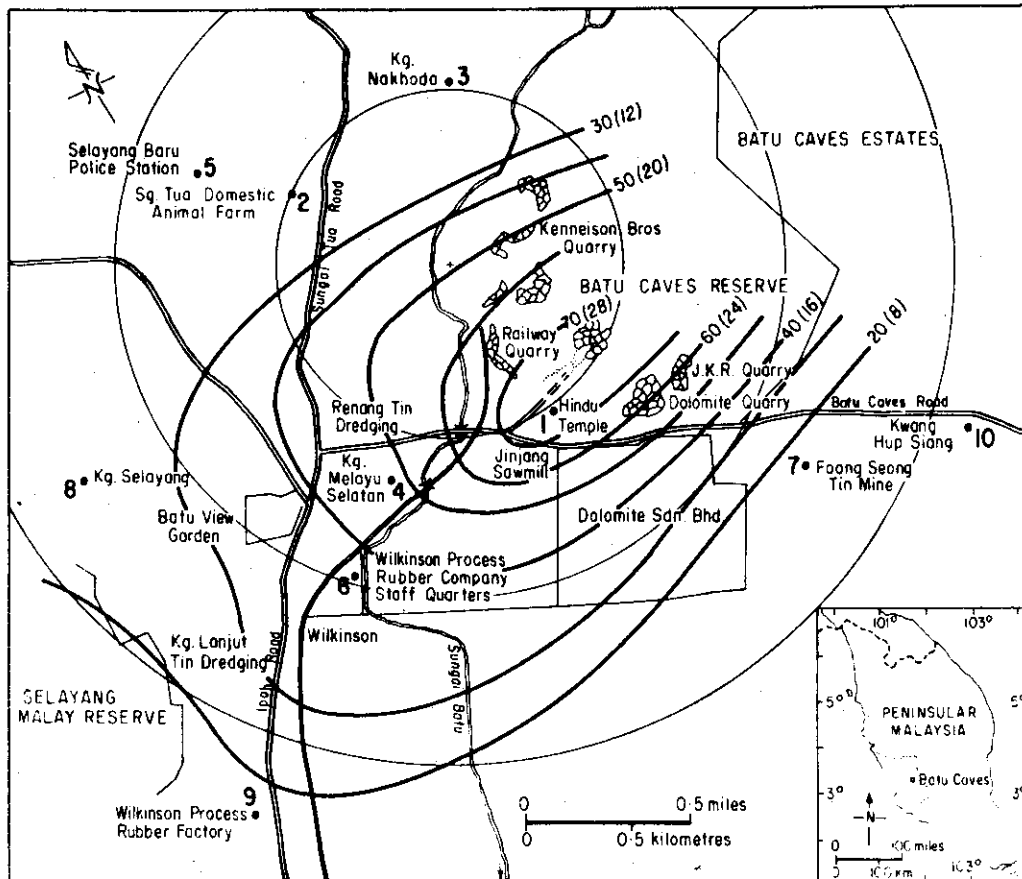 Kg.
Nakhoda
3
30(12)
Selayang Baru
Police Station
5
Sg. Tua Domestic
Animal Farm
2
Sungai Tua Road
50(20)
BATU CAVES ESTATES
Kenneison Bros
Quarry
BATU CAVES RESERVE
70(28)
60(24)
40(16)
20(8)
Railway
Quarry
J.K.R. Quarry
Dolomite Quarry
Renang Tin
Dredging
Hindu
Temple
1
Batu Caves Road
Kwang
Hup Siang
10
Jinjang
Sawmill
Kg.
Melayu
Selatan
4
7
Foong Seong
Tin Mine
8
Kg. Selayang
Batu View
Garden
Dolomite Sdn. Bhd.
Wilkinson Process
Rubber Company
Staff Quarters
6
Wilkinson
Kg. Lanjut
Tin Dredging
Ipoh Road
Sungai Batu
SELAYANG
MALAY RESERVE
9
Wilkinson Process
Rubber Factory
0 0·5 miles
0 0·5 kilometres
101° 103°
5°
PENINSULAR
MALAYSIA
Batu Caves
3° 3°
N
0 100 miles
0 100 km
103°